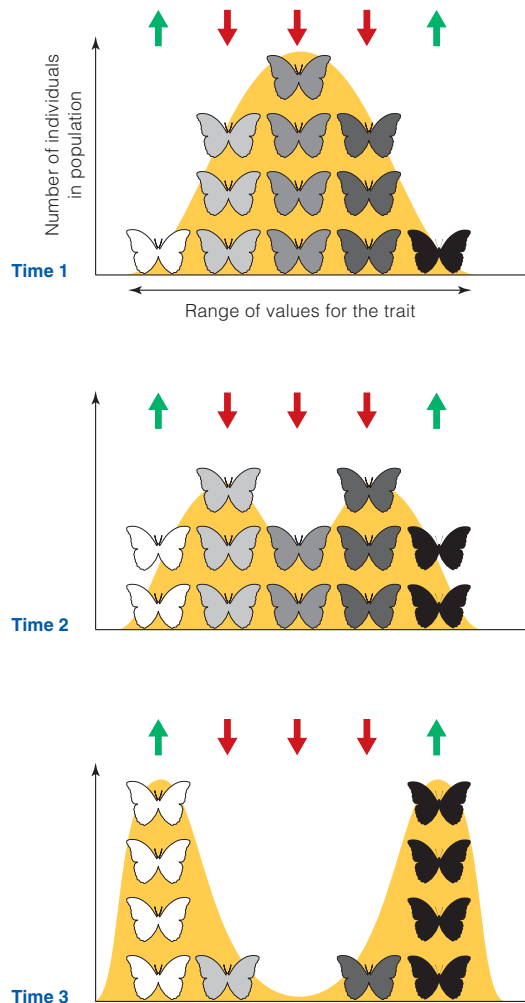 Number of individuals
in population
Time 1
Range of values for the trait
Time 2
Time 3